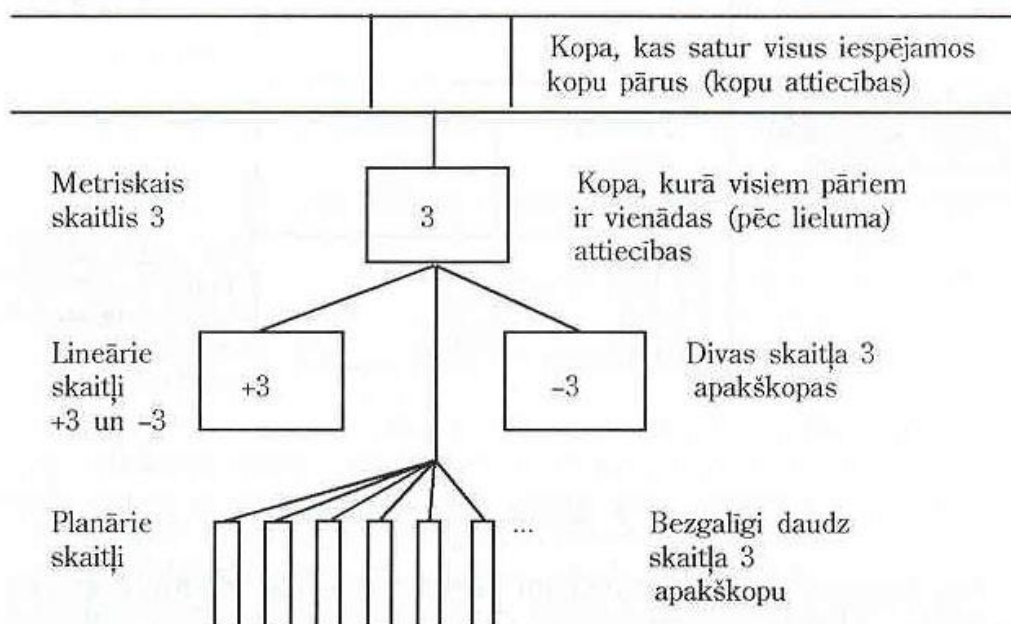 Kopa, kas satur visus iespējamos
kopu pārus (kopu attiecības)
Metriskais
skaitlis 3
3
Kopa, kurā visiem pāriem
ir vienādas (pēc lieluma)
attiecības
Lineārie
skaitļi
+3 un –3
+3
–3
Divas skaitļa 3
apakškopas
Planārie
skaitļi
...
Bezgalīgi daudz
skaitļa 3
apakškopu